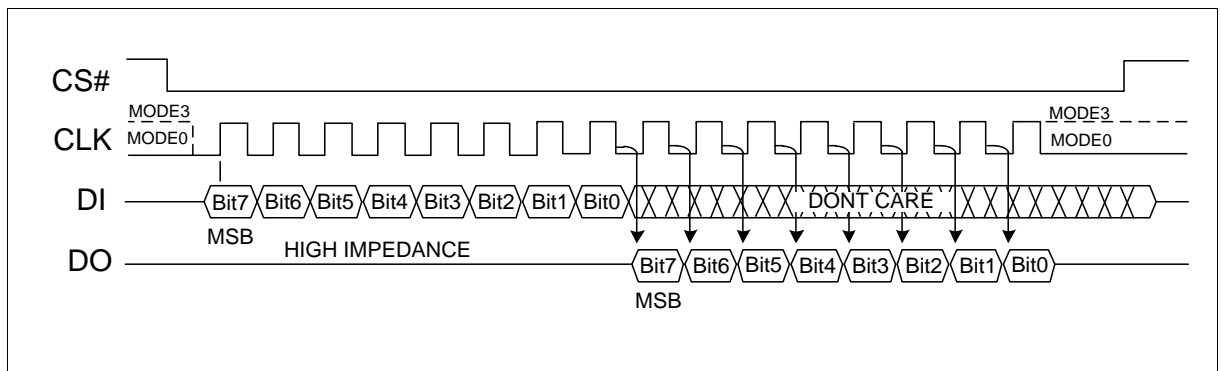 CS#
MODE3
MODE3
CLK
MODE0
MODE0
DI
Bit7 Bit6 Bit5 Bit4 Bit3 Bit2 Bit1 Bit0
DONT CARE
MSB
HIGH IMPEDANCE
DO
Bit7 Bit6 Bit5 Bit4 Bit3 Bit2 Bit1 Bit0
MSB